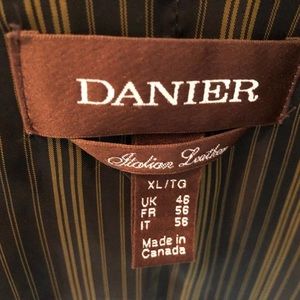 DANIER
Italian Leather
XL/TG
UK 46
FR 56
IT 56
Made in
Canada